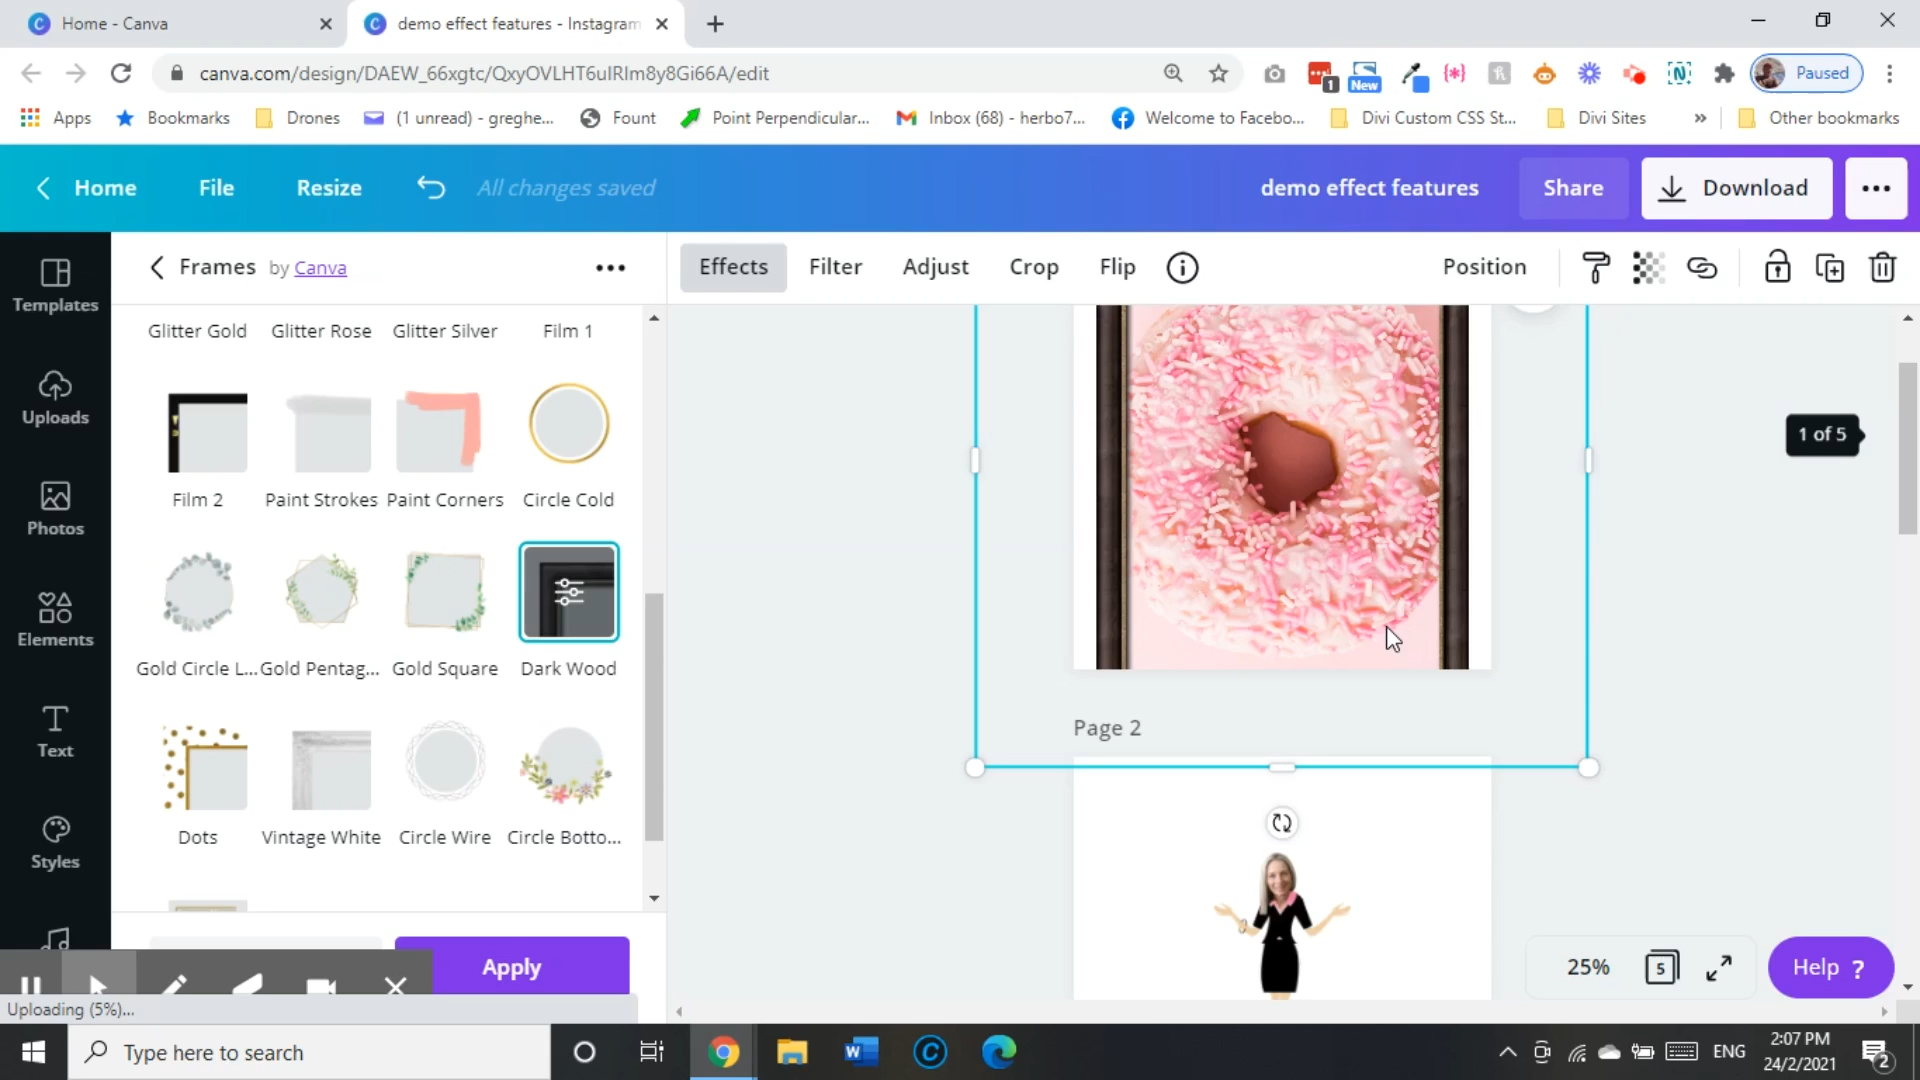 Home - Canva
demo effect features - Instagram
canva.com/design/DAEW_66xgtc/QxyOVLHT6uIRIm8y8Gi66A/edit
1
New
Paused
Apps
Bookmarks
Drones
(1 unread) - greghe...
Fount
Point Perpendicular...
Inbox (68) - herbo7...
Welcome to Facebo...
Divi Custom CSS St...
Divi Sites
»
Other bookmarks
Home
File
Resize
All changes saved
demo effect features
Share
Download
Templates
Uploads
Photos
Elements
Text
Styles
Frames by Canva
Effects
Filter
Adjust
Crop
Flip
Position
Glitter Gold
Glitter Rose
Glitter Silver
Film 1
Film 2
Paint Strokes
Paint Corners
Circle Cold
Gold Circle L...
Gold Pentag...
Gold Square
Dark Wood
Dots
Vintage White
Circle Wire
Circle Botto...
Apply
1 of 5
Page 2
25%
5
Help ?
Uploading (5%)...
Type here to search
ENG
2:07 PM
24/2/2021
2